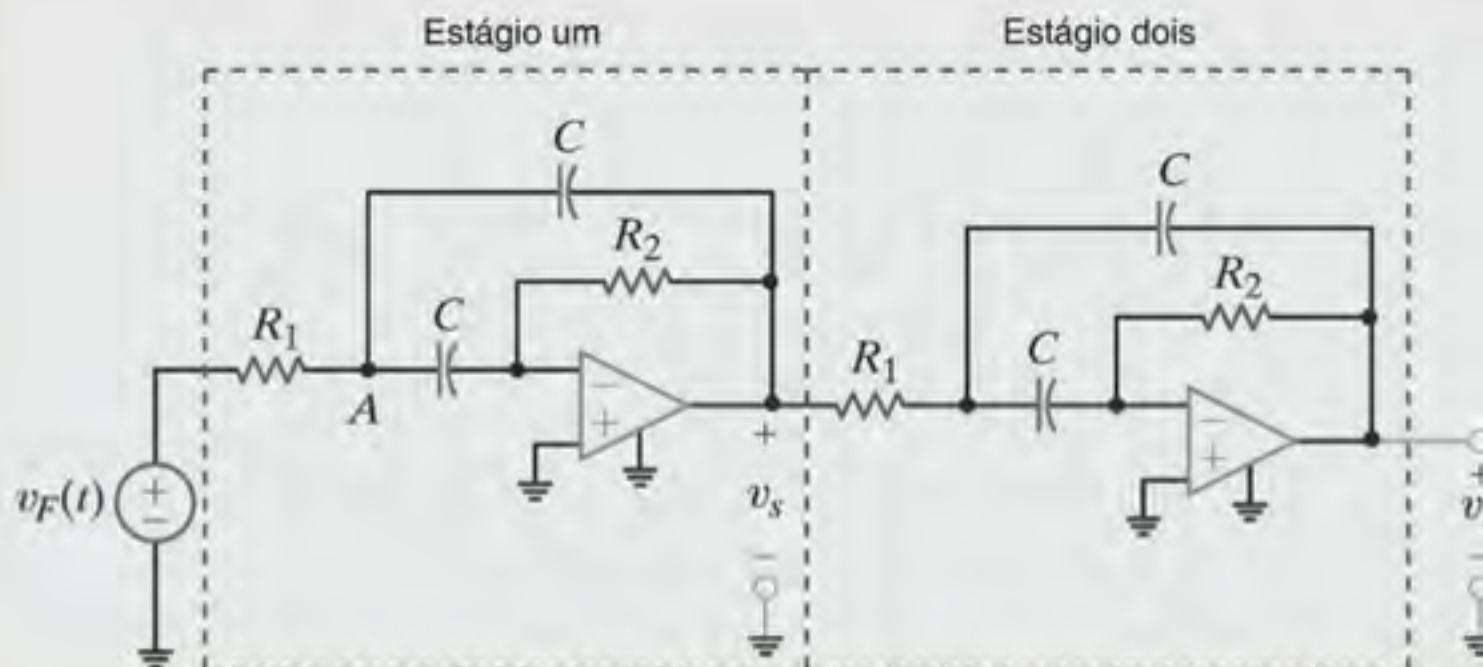 Estágio um
Estágio dois
C
C
R2
R2
R1
C
R1
C
A
− + − +
vF(t) + −
+ vs −
+ v −